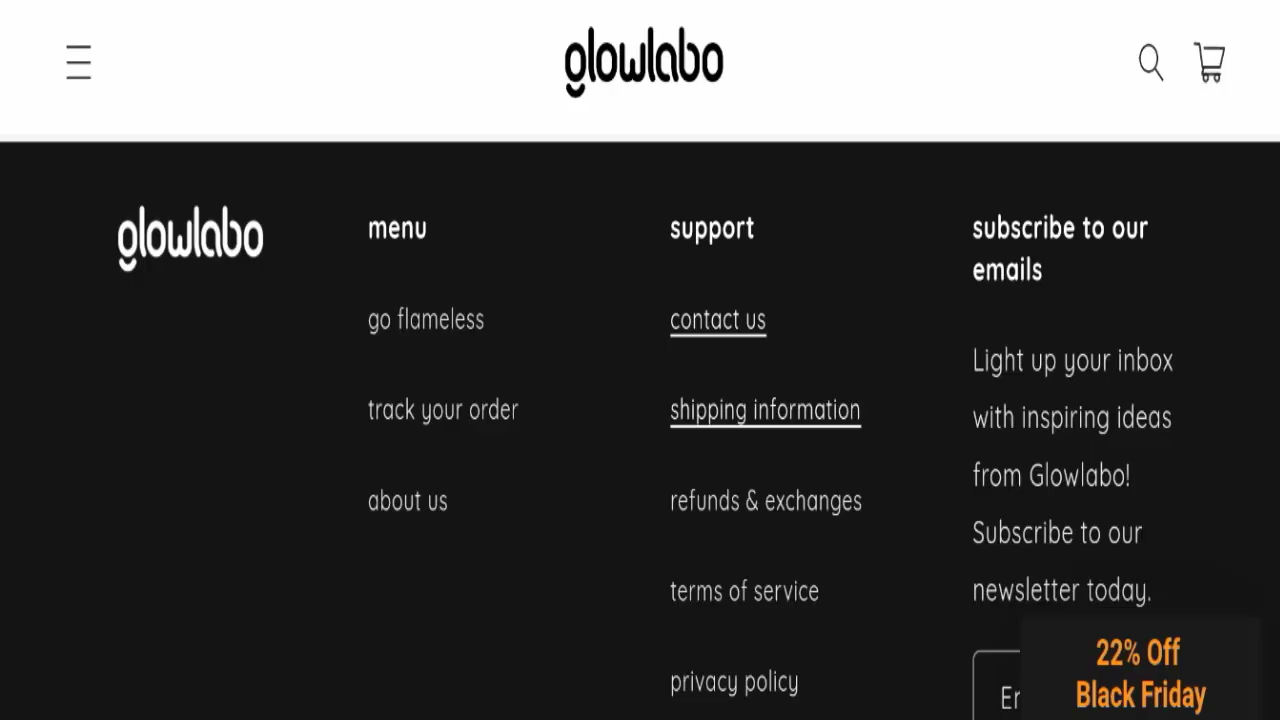 glowlabo
glowlabo
menu
go flameless
track your order
about us
support
contact us
shipping information
refunds & exchanges
terms of service
privacy policy
subscribe to our
emails
Light up your inbox
with inspiring ideas
from Glowlabo!
Subscribe to our
newsletter today.
22% Off
Black Friday